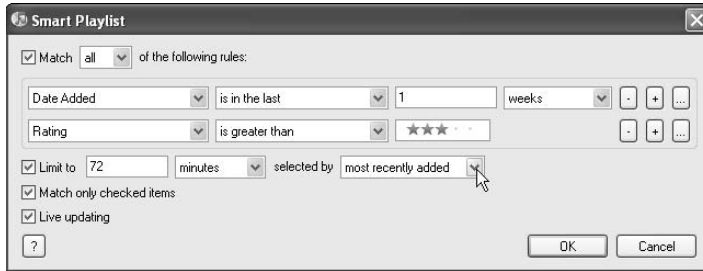 Smart Playlist
Match all of the following rules:
Date Added is in the last 1 weeks - + ...
Rating is greater than ★★★ · · - + ...
Limit to 72 minutes selected by most recently added
Match only checked items
Live updating
? OK Cancel